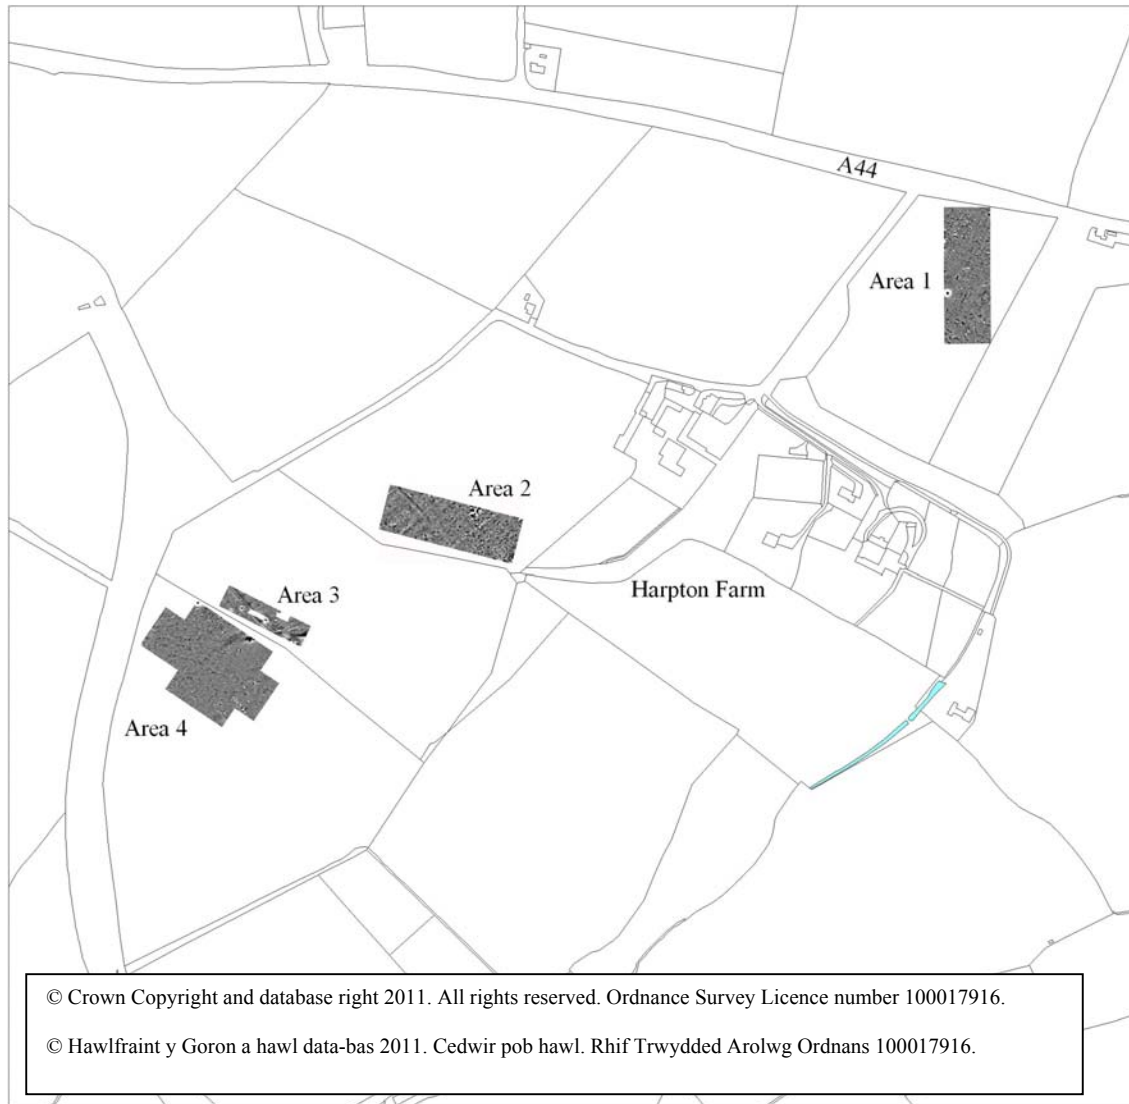 A44
Area 1
Area 2
Harpton Farm
Area 3
Area 4
© Crown Copyright and database right 2011. All rights reserved. Ordnance Survey Licence number 100017916.
© Hawlfraint y Goron a hawl data-bas 2011. Cedwir pob hawl. Rhif Trwydded Arolwg Ordnans 100017916.